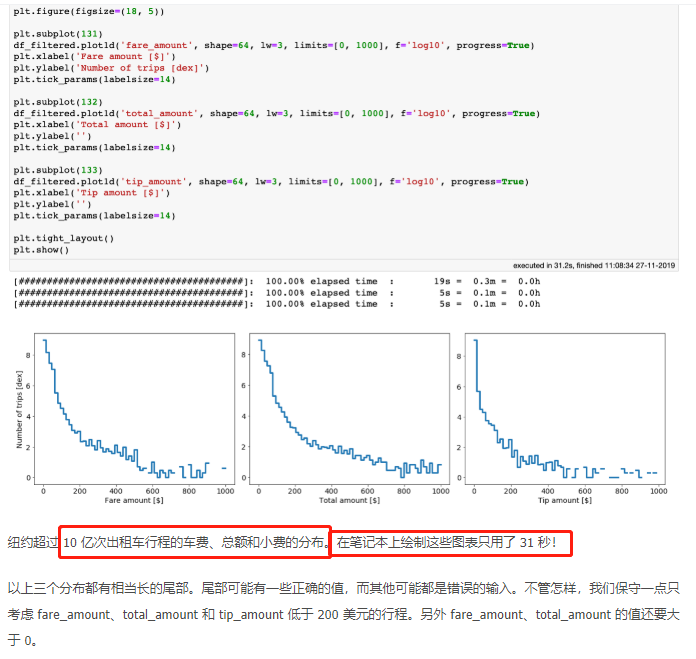 plt.figure(figsize=(18, 5))
plt.subplot(131)
df_filtered.plot1d('fare_amount', shape=64, lw=3, limits=[0, 1000], f='log10', progress=True)
plt.xlabel('Fare amount [$]')
plt.ylabel('Number of trips [dex]')
plt.tick_params(labelsize=14)
plt.subplot(132)
df_filtered.plot1d('total_amount', shape=64, lw=3, limits=[0, 1000], f='log10', progress=True)
plt.xlabel('Total amount [$]')
plt.ylabel('')
plt.tick_params(labelsize=14)
plt.subplot(133)
df_filtered.plot1d('tip_amount', shape=64, lw=3, limits=[0, 1000], f='log10', progress=True)
plt.xlabel('Tip amount [$]')
plt.ylabel('')
plt.tick_params(labelsize=14)
plt.tight_layout()
plt.show()
executed in 31.2s, finished 11:08:34 27-11-2019
[########################################]: 100.00% elapsed time : 19s = 0.3m = 0.0h
[########################################]: 100.00% elapsed time : 5s = 0.1m = 0.0h
[########################################]: 100.00% elapsed time : 5s = 0.1m = 0.0h
Number of trips [dex]
8
6
4
2
0
0 200 400 600 800 1000
Fare amount [$]
8
6
4
2
0
0 200 400 600 800 1000
Total amount [$]
8
6
4
2
0
0 200 400 600 800 1000
Tip amount [$]
纽约超过 10 亿次出租车行程的车费、总额和小费的分布。在笔记本上绘制这些图表只用了 31 秒！
以上三个分布都有相当长的尾部。尾部可能有一些正确的值，而其他可能都是错误的输入。不管怎样，我们保守一点只
考虑 fare_amount、total_amount 和 tip_amount 低于 200 美元的行程。另外 fare_amount、total_amount 的值还要大
于 0。